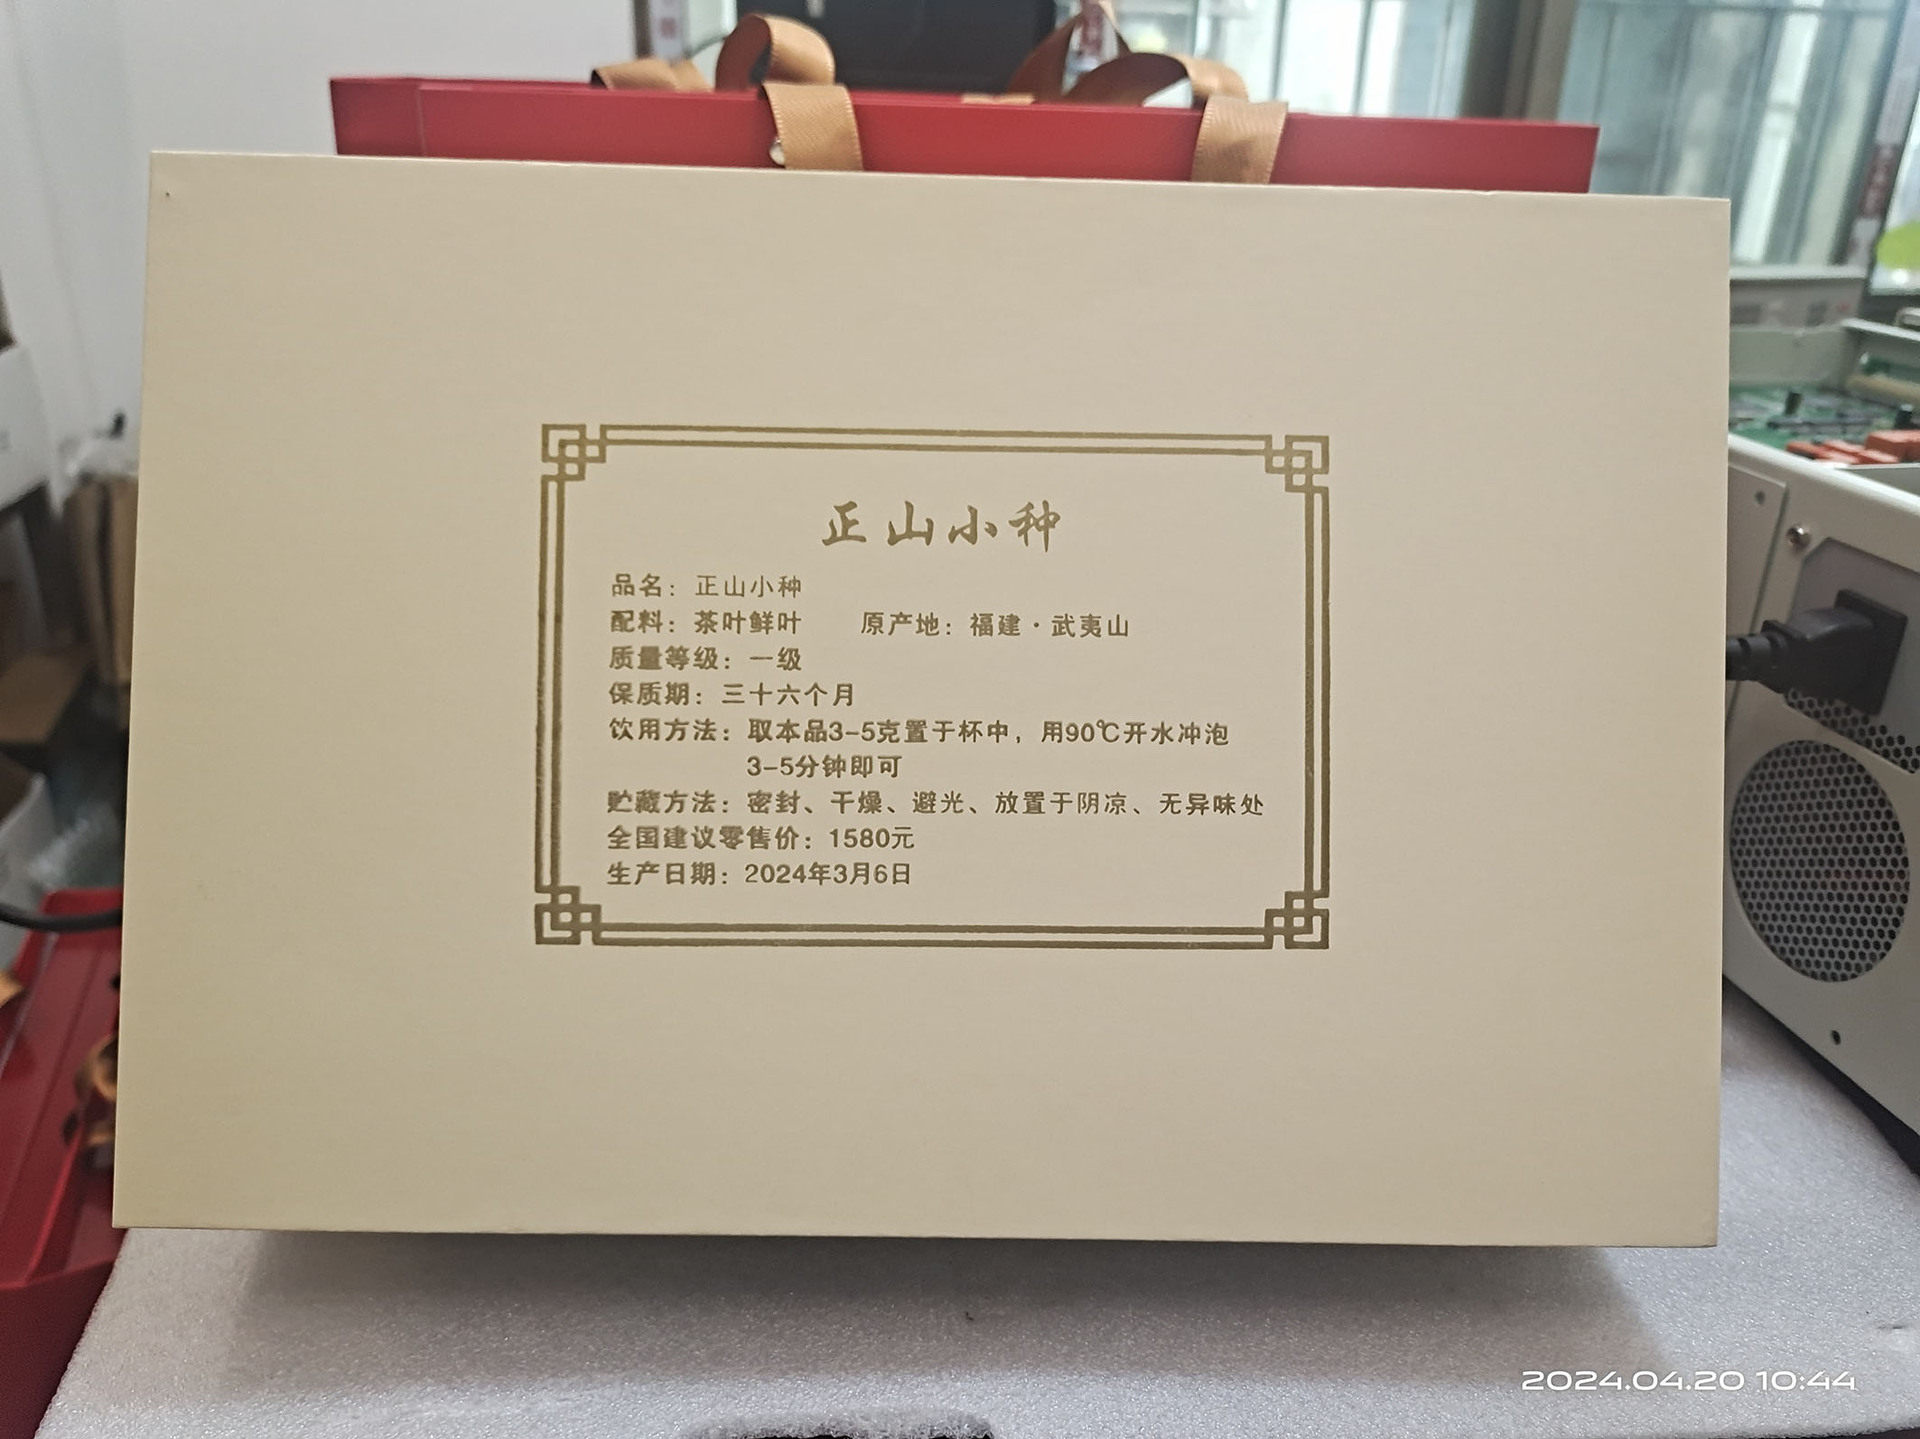 正山小种
品名：正山小种
配料：茶叶鲜叶 原产地：福建·武夷山
质量等级：一级
保质期：三十六个月
饮用方法：取本品3-5克置于杯中，用90℃开水冲泡
3-5分钟即可
贮藏方法：密封、干燥、避光、放置于阴凉、无异味处
全国建议零售价：1580元
生产日期：2024年3月6日
2024.04.20 10:44